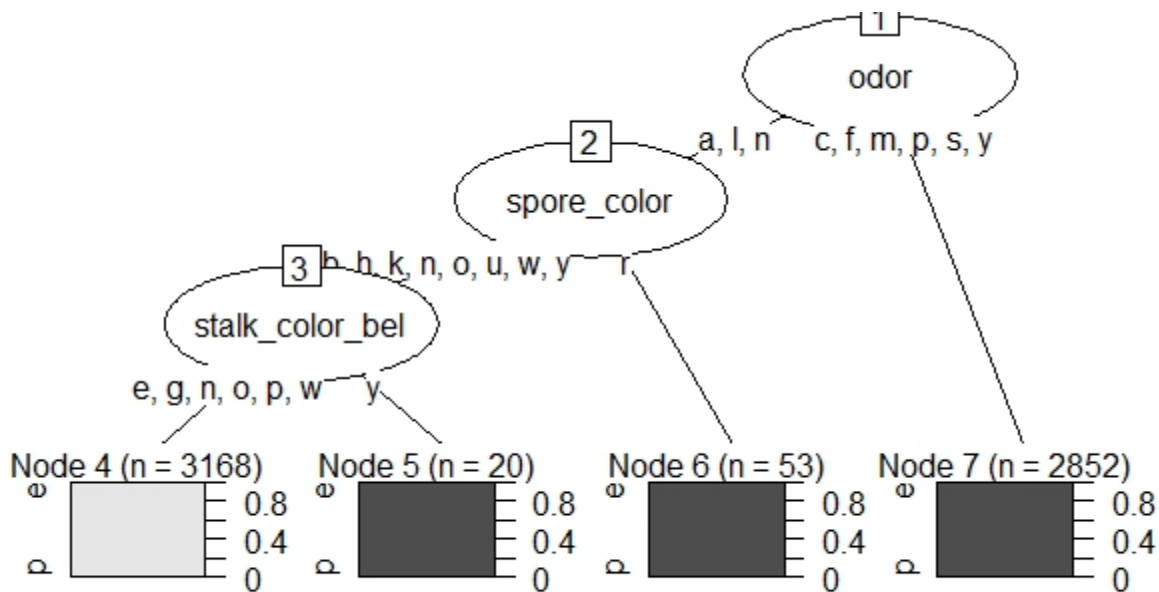 1
odor
a, l, n
c, f, m, p, s, y
2
spore_color
b, h, k, n, o, u, w, y
r
3
stalk_color_bel
e, g, n, o, p, w
y
Node 4 (n = 3168)
e
p
0.8
0.4
0
Node 5 (n = 20)
e
p
0.8
0.4
0
Node 6 (n = 53)
e
p
0.8
0.4
0
Node 7 (n = 2852)
e
p
0.8
0.4
0